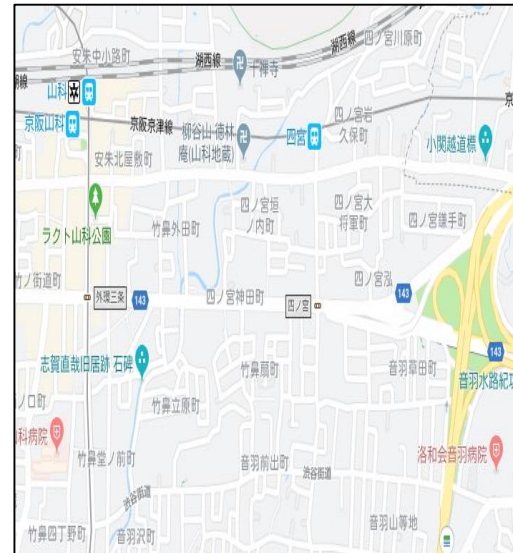 安朱中小路町
湖西線
四ノ宮川原町
湖西線
十禅寺
山科
京阪山科
京阪京津線
柳谷山 徳林
庵(山科地蔵)
四宮
四ノ宮岩
久保町
小関越道標
安朱北屋敷町
ラクト山科公園
竹鼻外田町
四ノ宮垣
ノ内町
四ノ宮大
将軍町
四ノ宮鎌手町
竹ノ街道町
外環三条
143
四ノ宮神田町
四ノ宮
四ノ宮泓
143
143
志賀直哉旧居跡 石碑
竹鼻扇町
音羽草田町
音羽水路紀功
ノロ町
竹鼻立原町
科病院
竹鼻堂ノ前町
音羽前出町
渋谷街道
洛和会音羽病院
渋谷街道
竹鼻四丁野町
音羽沢町
音羽山等地